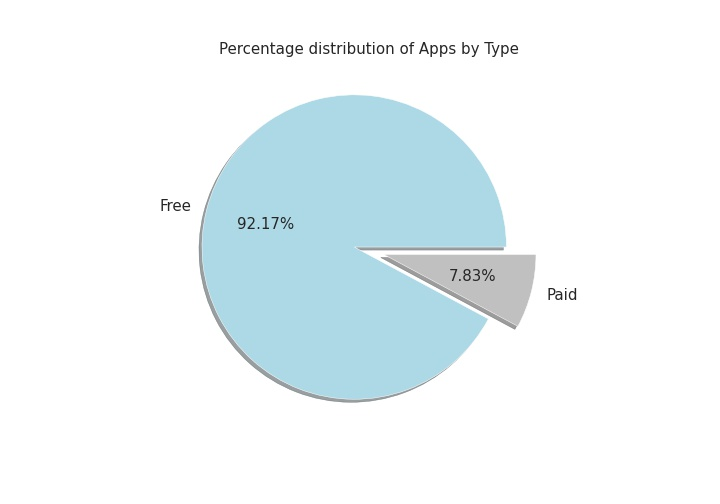 Percentage distribution of Apps by Type
Free
92.17%
7.83%
Paid